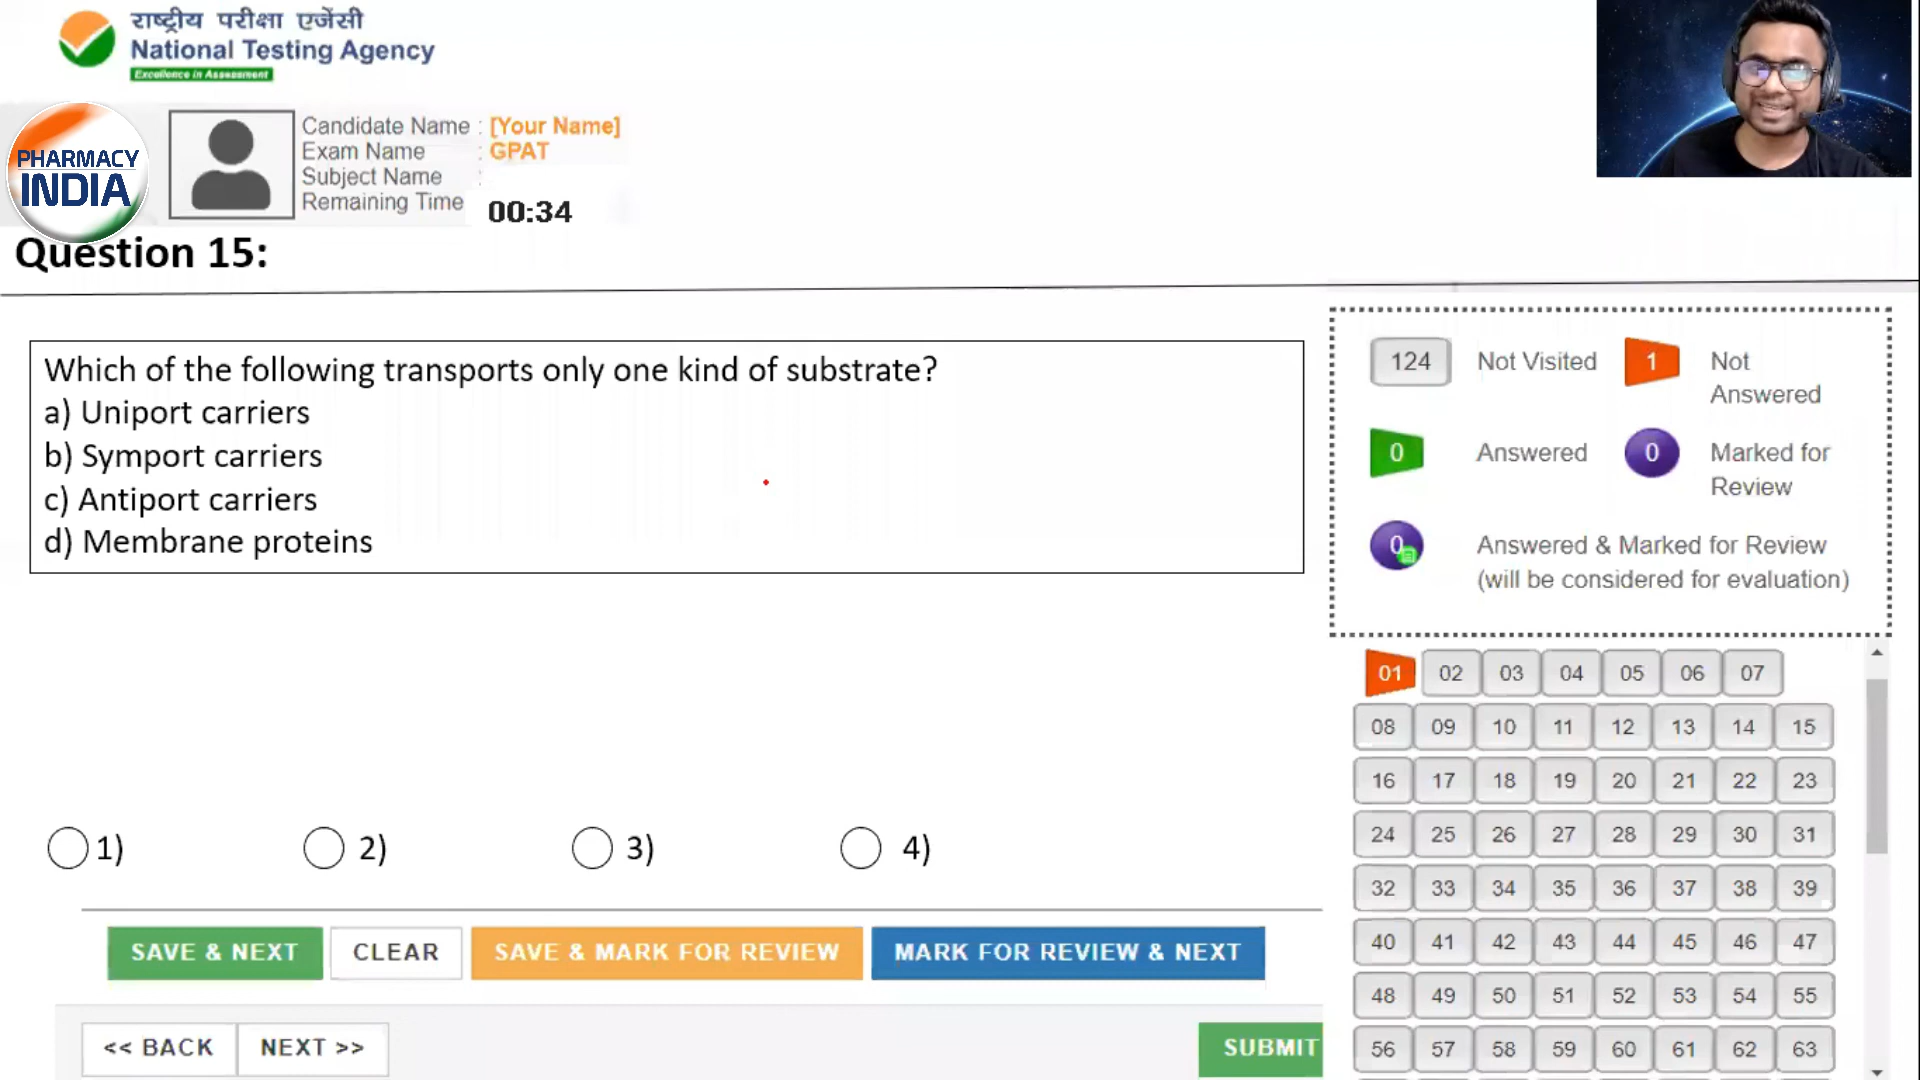 राष्ट्रीय परीक्षा एजेंसी
National Testing Agency
Excellence in Assessment
PHARMACY
INDIA
Candidate Name : [Your Name]
Exam Name : GPAT
Subject Name :
Remaining Time 00:34
Question 15:
Which of the following transports only one kind of substrate?
a) Uniport carriers
b) Symport carriers
c) Antiport carriers
d) Membrane proteins
1) 2) 3) 4)
SAVE & NEXT CLEAR SAVE & MARK FOR REVIEW MARK FOR REVIEW & NEXT
<< BACK NEXT >> SUBMIT
124 Not Visited 1 Not
Answered
0 Answered 0 Marked for
Review
0 Answered & Marked for Review
(will be considered for evaluation)
01 02 03 04 05 06 07
08 09 10 11 12 13 14 15
16 17 18 19 20 21 22 23
24 25 26 27 28 29 30 31
32 33 34 35 36 37 38 39
40 41 42 43 44 45 46 47
48 49 50 51 52 53 54 55
56 57 58 59 60 61 62 63